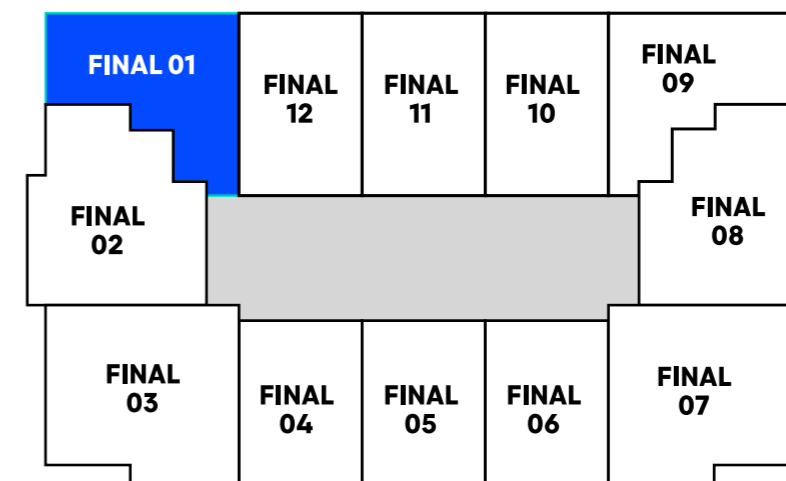 FINAL 01
FINAL
12
FINAL
11
FINAL
10
FINAL
09
FINAL
02
FINAL
08
FINAL
03
FINAL
04
FINAL
05
FINAL
06
FINAL
07